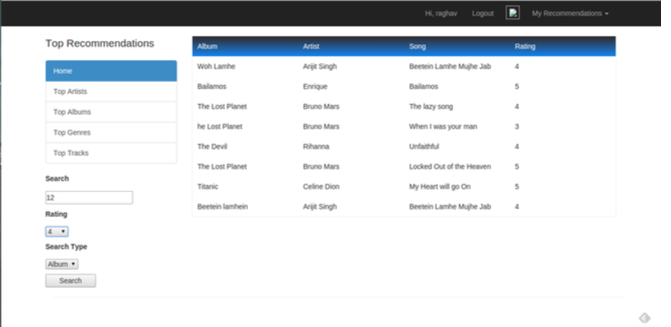 Hi, raghav Logout My Recommendations
Top Recommendations
Home
Top Artists
Top Albums
Top Genres
Top Tracks
Search
12
Rating
4
Search Type
Album
Search
Album Artist Song Rating
Woh Lamhe Arijit Singh Beetein Lamhe Mujhe Jab 4
Bailamos Enrique Bailamos 5
The Lost Planet Bruno Mars The lazy song 4
he Lost Planet Bruno Mars When I was your man 3
The Devil Rihanna Unfaithful 4
The Lost Planet Bruno Mars Locked Out of the Heaven 5
Titanic Celine Dion My Heart will go On 5
Beetein lamhein Arijit Singh Beetein Lamhe Mujhe Jab 4